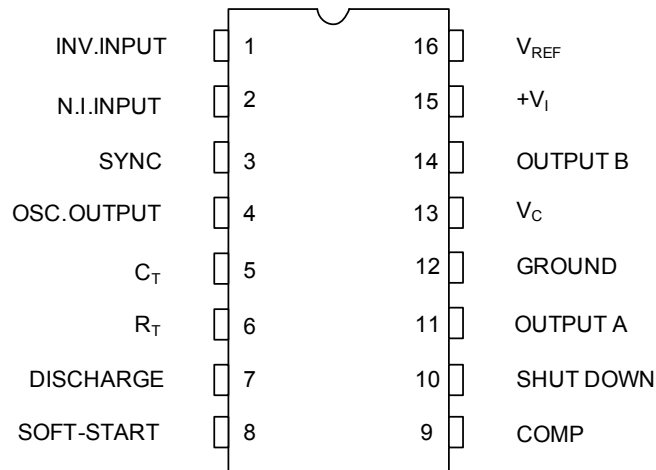 INV.INPUT 1 16 V_REF
N.I.INPUT 2 15 +V_I
SYNC 3 14 OUTPUT B
OSC.OUTPUT 4 13 V_C
C_T 5 12 GROUND
R_T 6 11 OUTPUT A
DISCHARGE 7 10 SHUT DOWN
SOFT-START 8 9 COMP